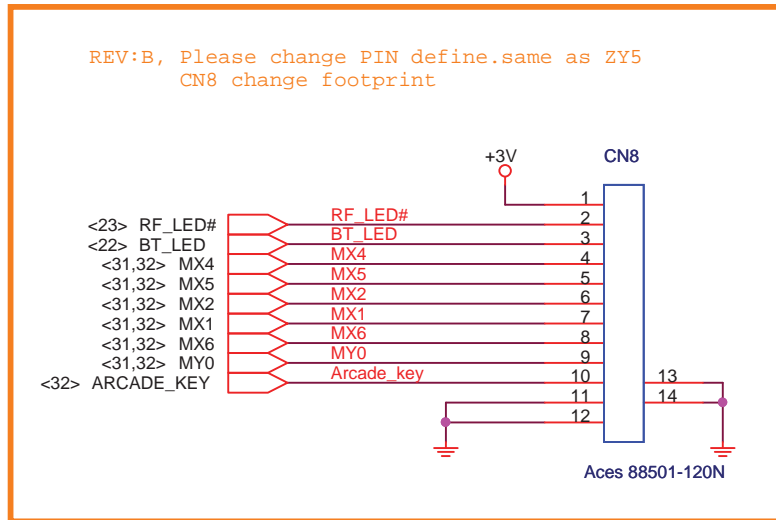 REV:B, Please change PIN define.same as ZY5
CN8 change footprint
+3V
CN8
1
<23> RF_LED# RF_LED# 2
<22> BT_LED BT_LED 3
<31,32> MX4 MX4 4
<31,32> MX5 MX5 5
<31,32> MX2 MX2 6
<31,32> MX1 MX1 7
<31,32> MX6 MX6 8
<31,32> MY0 MY0 9
<32> ARCADE_KEY Arcade_key 10 13
11 14
12
Aces 88501-120N